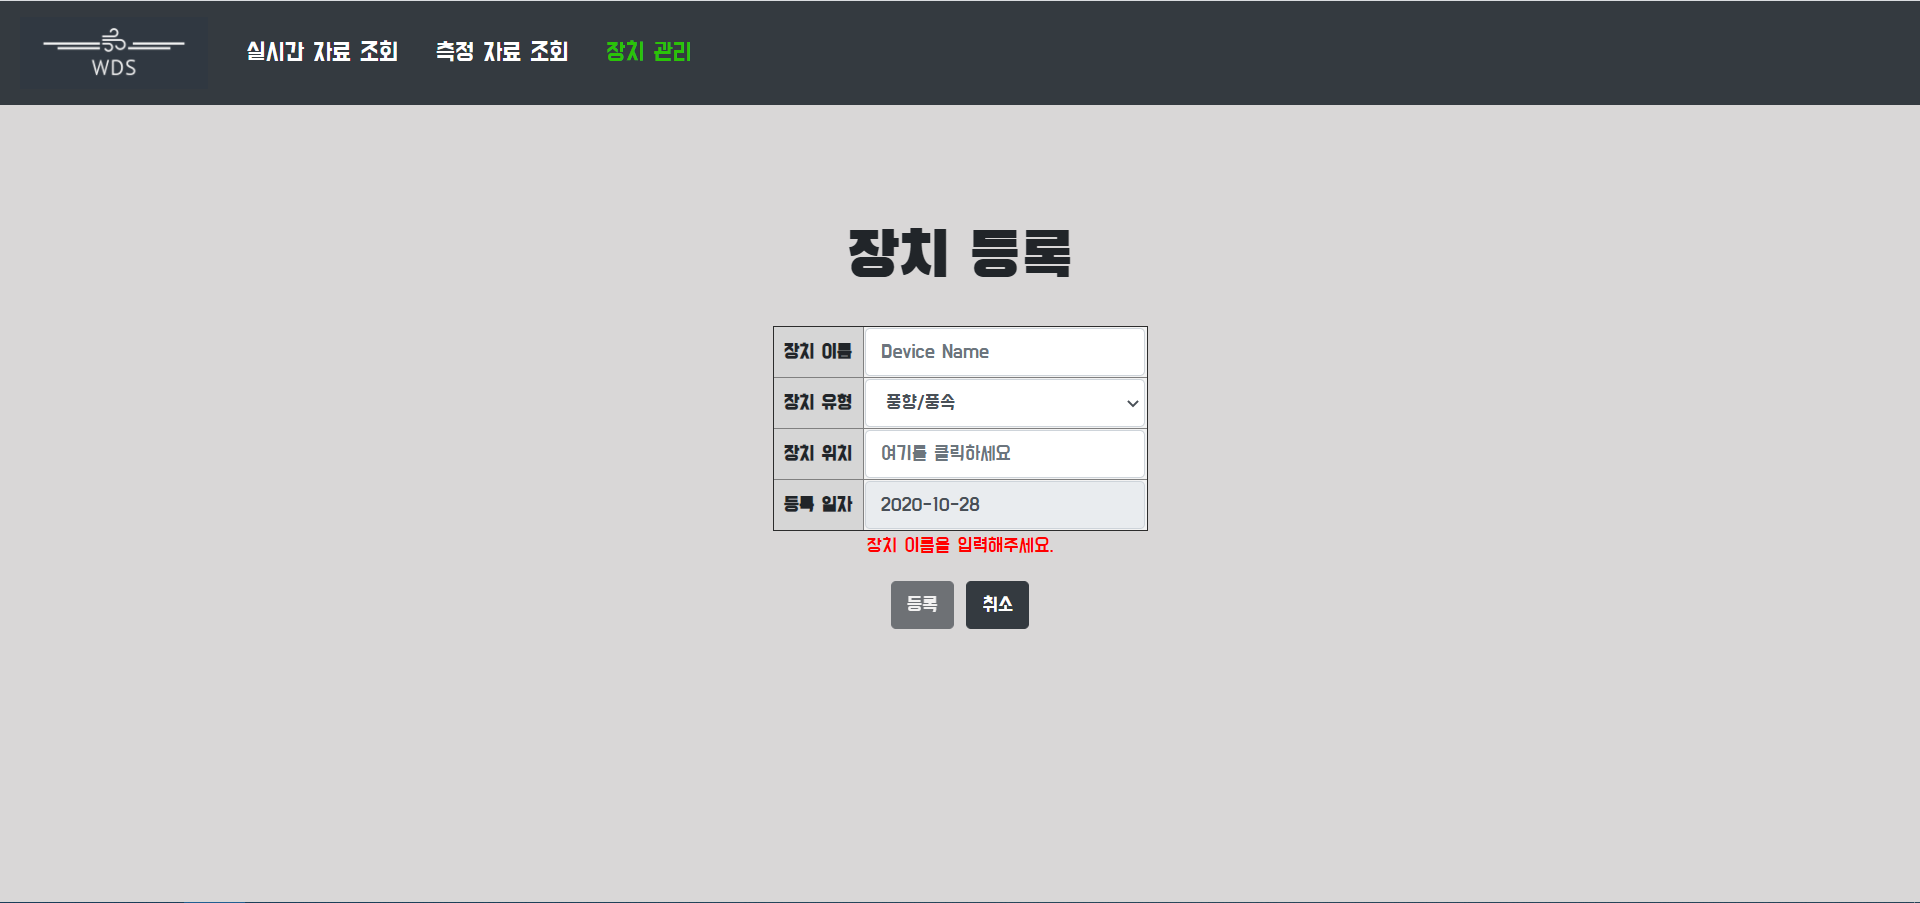 WDS
실시간 자료 조회 측정 자료 조회 장치 관리
장치 등록
장치 이름 Device Name
장치 유형 풍향/풍속
장치 위치 여기를 클릭하세요
등록 일자 2020-10-28
장치 이름을 입력해주세요.
등록 취소